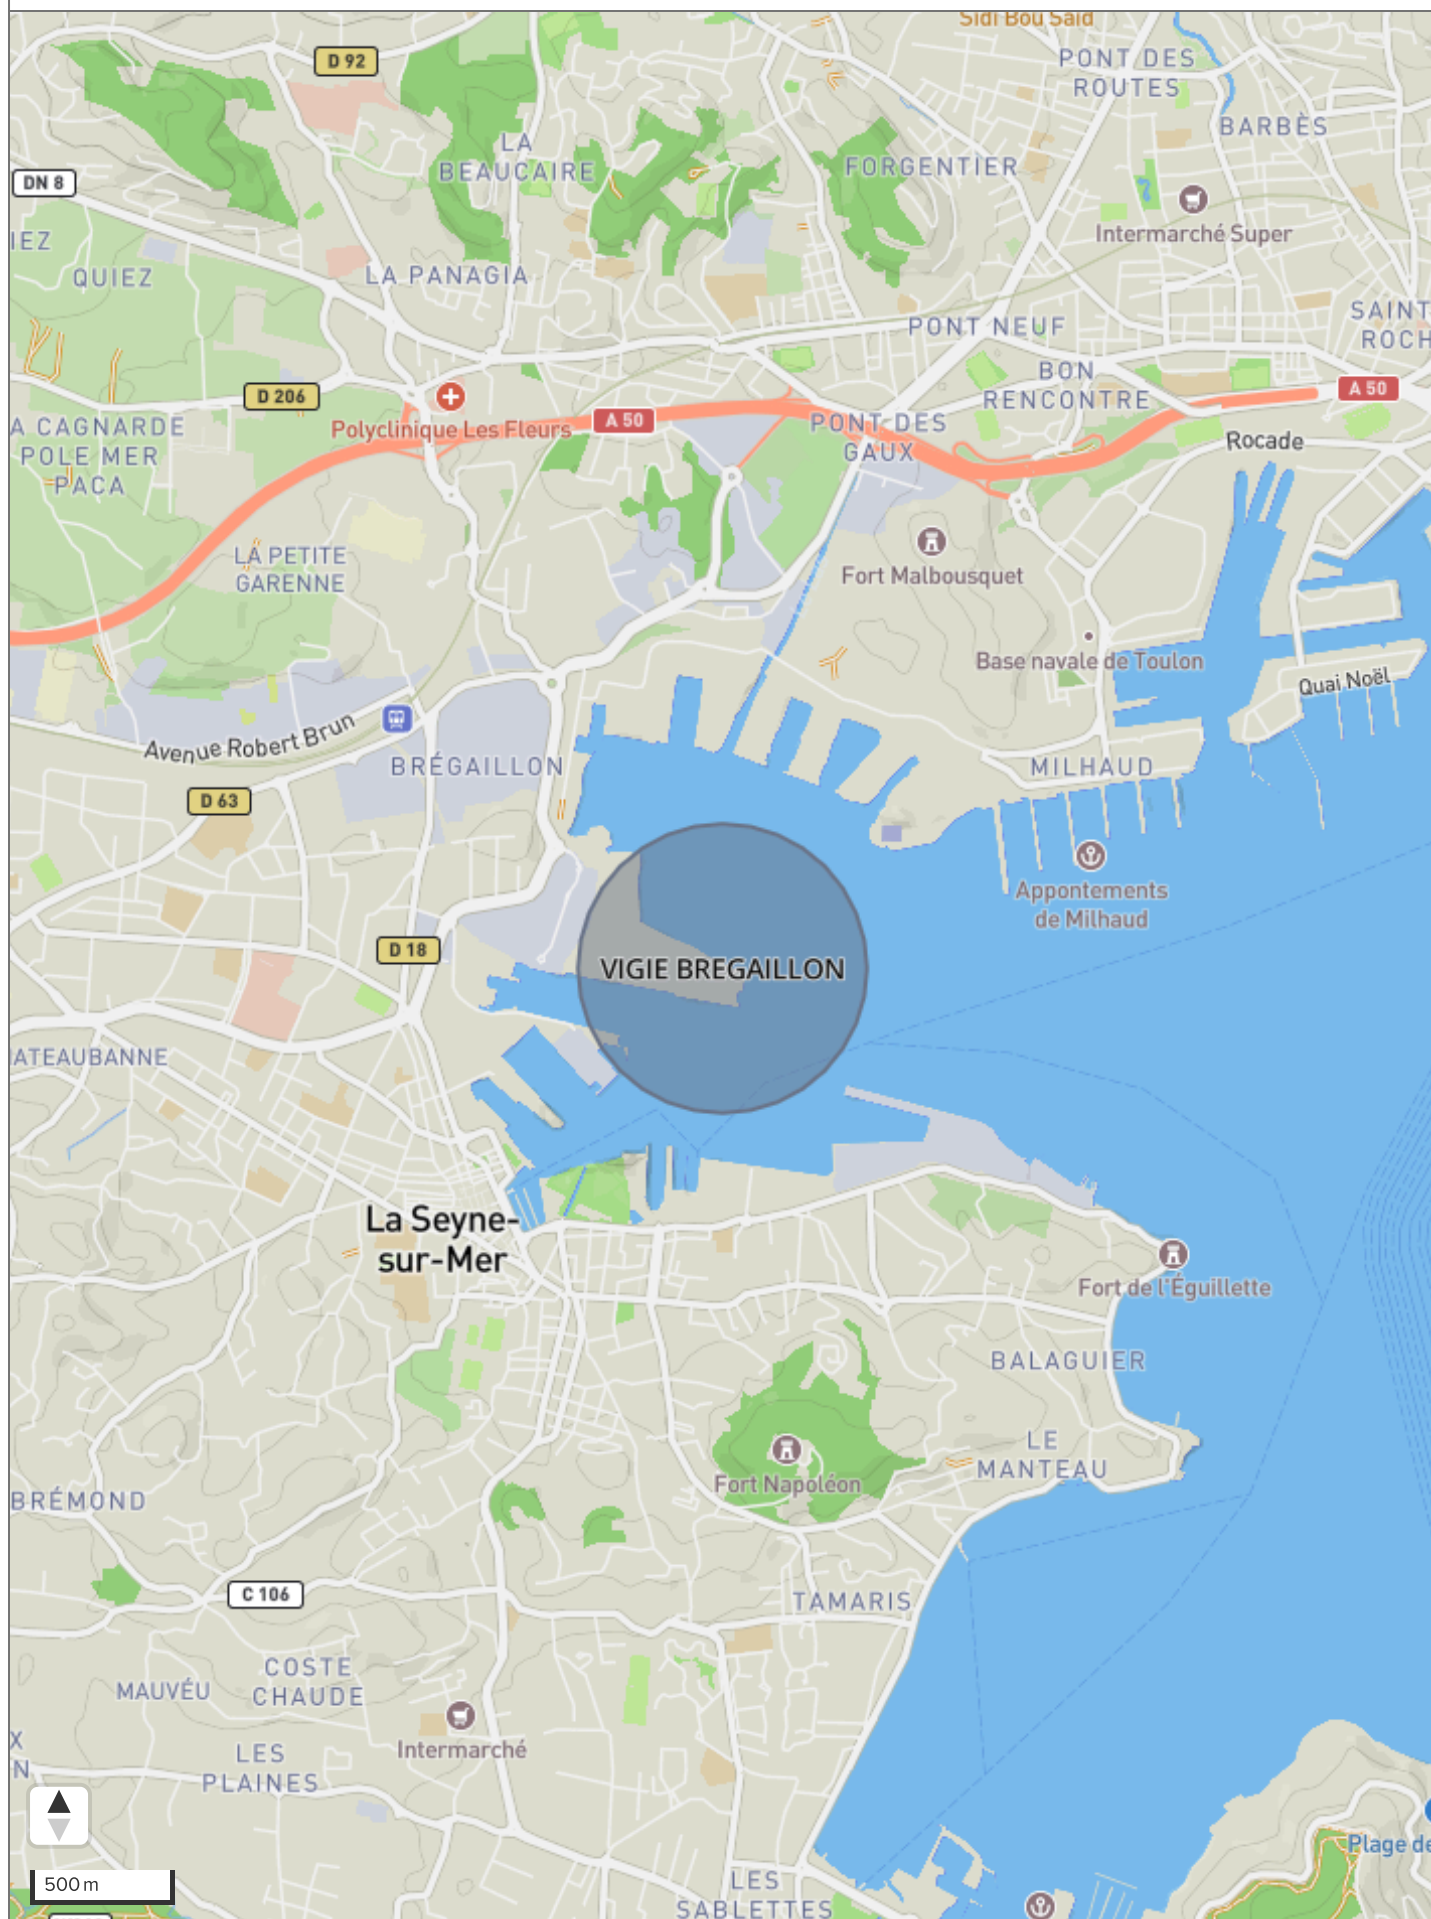 Sidi Bou Saïd
D 92
PONT DES
ROUTES
BARBÈS
LA
BEAUCAIRE
FORGENTIER
DN 8
Intermarché Super
IEZ
QUIEZ
LA PANAGIA
SAINT
ROCH
PONT NEUF
BON
RENCONTRE
A 50
D 206
Polyclinique Les Fleurs
A 50
PONT DES
GAUX
A CAGNARDE
POLE MER
PACA
Rocade
LA PETITE
GARENNE
Fort Malbousquet
Base navale de Toulon
Quai Noël
Avenue Robert Brun
BRÉGAILLON
MILHAUD
D 63
Appontements
de Milhaud
D 18
VIGIE BREGAILLON
IATEAUBANNE
La Seyne-
sur-Mer
Fort de l'Éguillette
BALAGUIER
LE
MANTEAU
Fort Napoléon
BRÉMOND
C 106
TAMARIS
COSTE
CHAUDE
MAUVÉU
Intermarché
X
N
LES
PLAINES
Plage de
500 m
LES
SABLETTES